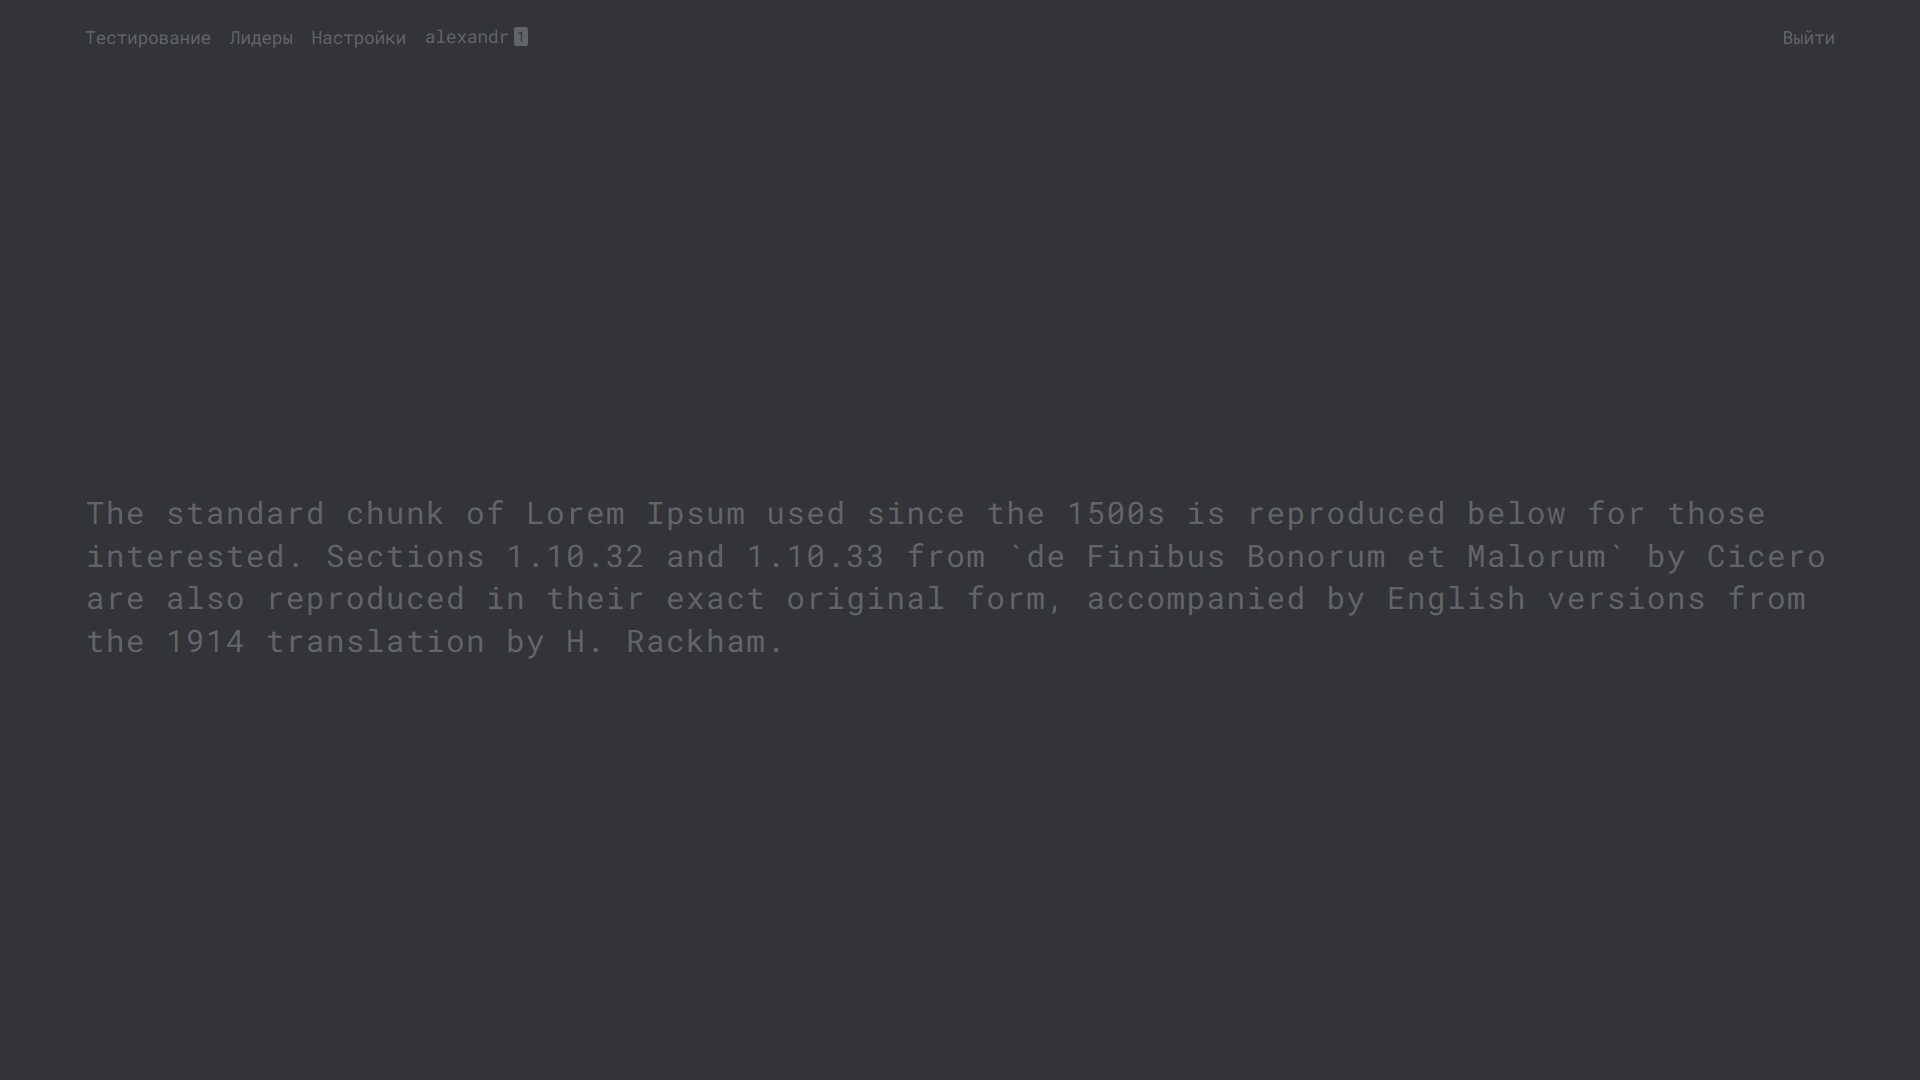 Тестирование Лидеры Настройки alexandr 1 Выйти
The standard chunk of Lorem Ipsum used since the 1500s is reproduced below for those
interested. Sections 1.10.32 and 1.10.33 from `de Finibus Bonorum et Malorum` by Cicero
are also reproduced in their exact original form, accompanied by English versions from
the 1914 translation by H. Rackham.